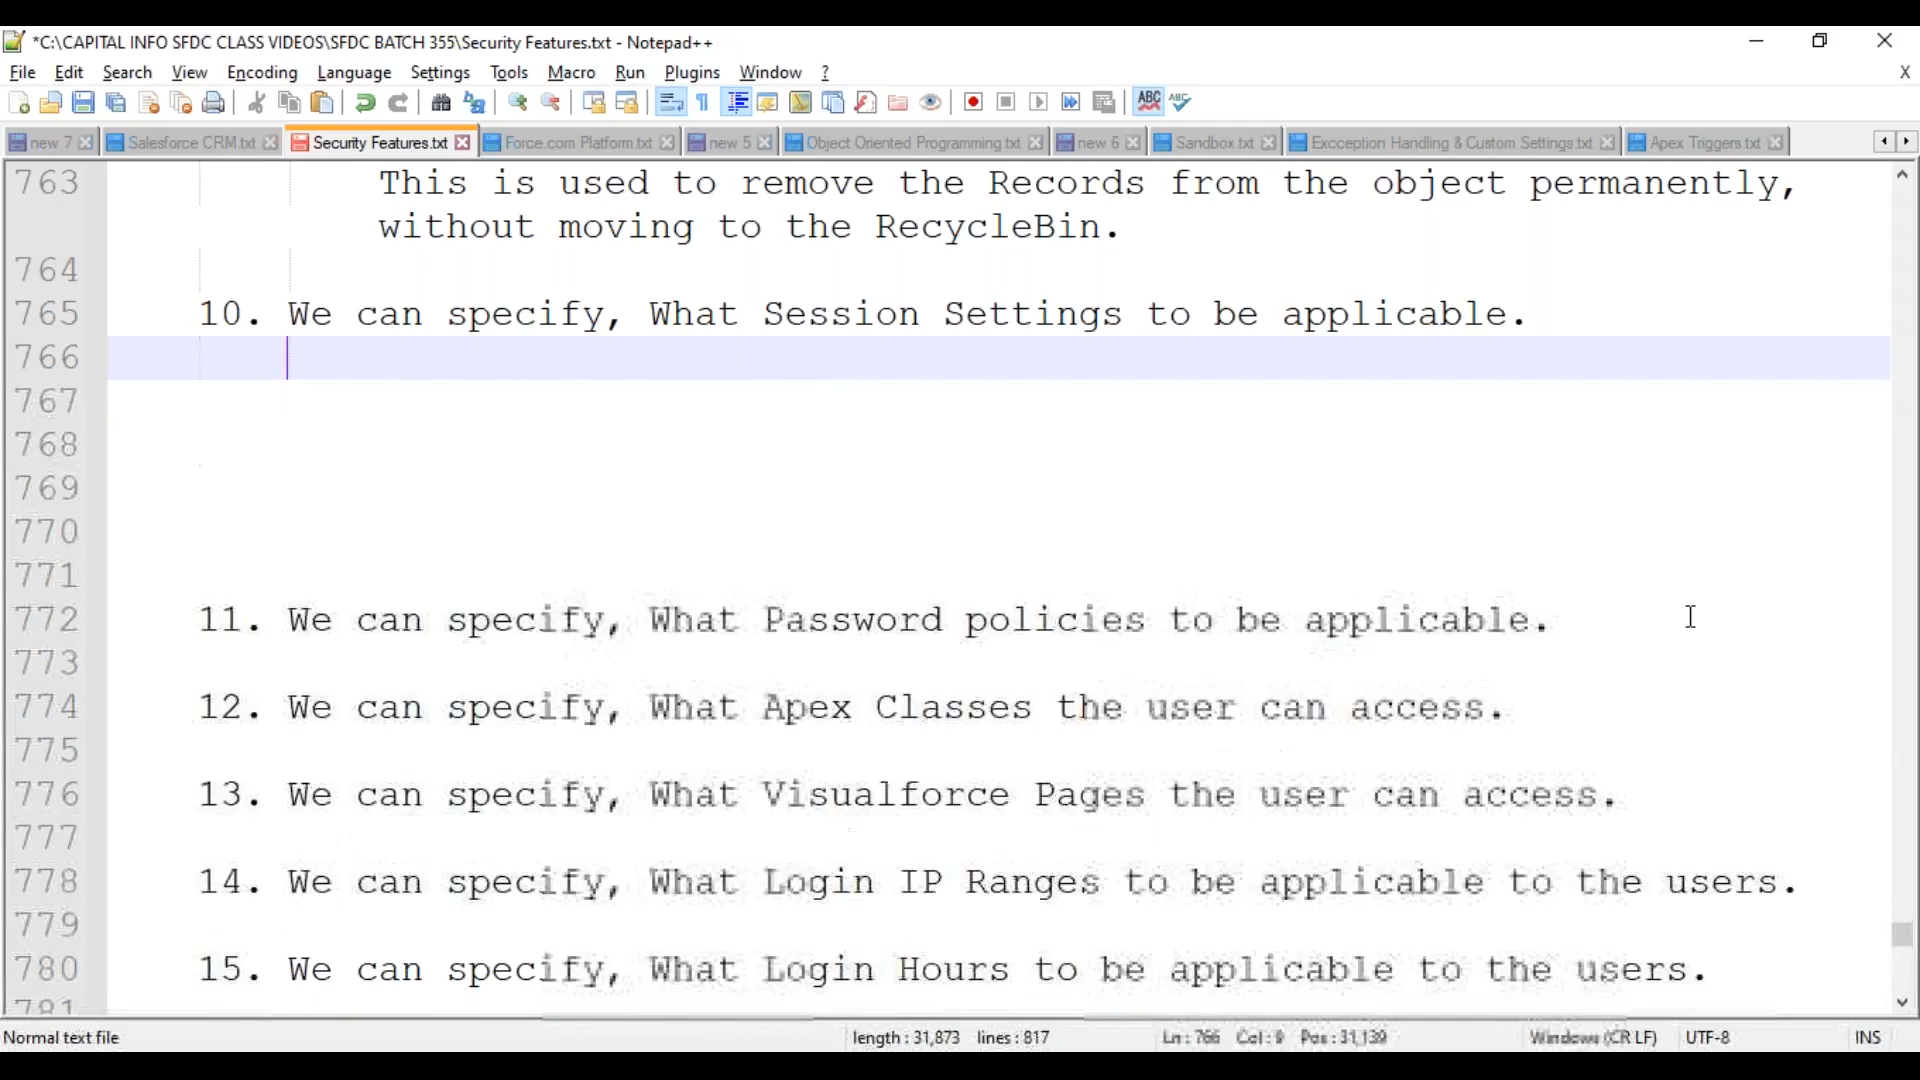 *C:\CAPITAL INFO SFDC CLASS VIDEOS\SFDC BATCH 355\Security Features.txt - Notepad++
File Edit Search View Encoding Language Settings Tools Macro Run Plugins Window ? X
new 7 Salesforce CRM.txt Security Features.txt Force.com Platform.txt new 5 Object Oriented Programming.txt new 6 Sandbox.txt Excception Handling & Custom Settings.txt Apex Triggers.txt
763 This is used to remove the Records from the object permanently,
without moving to the RecycleBin.
764
765 10. We can specify, What Session Settings to be applicable.
766
767
768
769
770
771
772 11. We can specify, What Password policies to be applicable.
773
774 12. We can specify, What Apex Classes the user can access.
775
776 13. We can specify, What Visualforce Pages the user can access.
777
778 14. We can specify, What Login IP Ranges to be applicable to the users.
779
780 15. We can specify, What Login Hours to be applicable to the users.
781
Normal text file length : 31,873 lines : 817 Ln : 766 Col : 9 Pos : 31,139 Windows (CR LF) UTF-8 INS